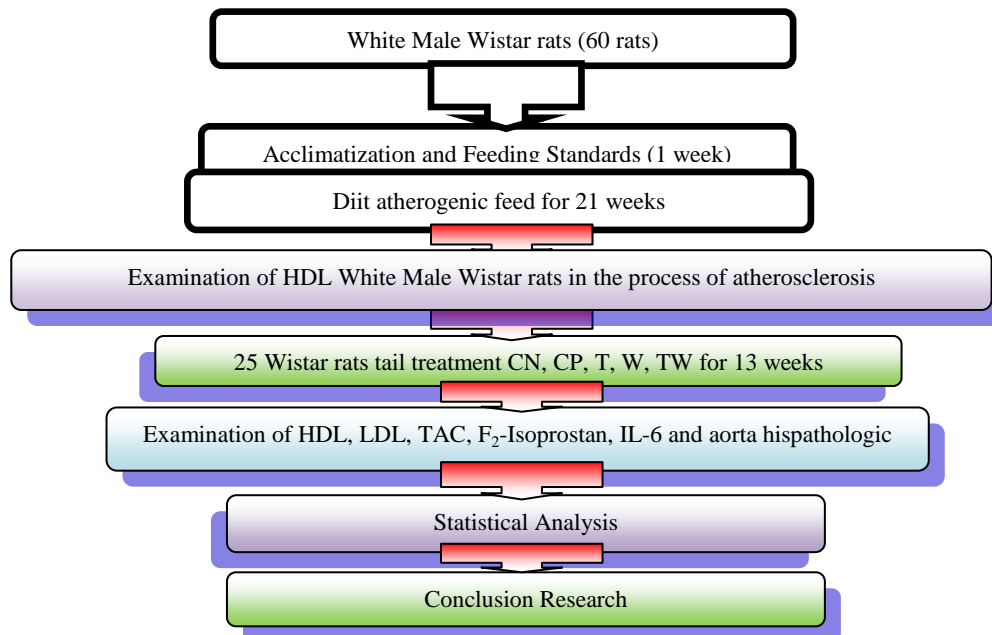 White Male Wistar rats (60 rats)
Acclimatization and Feeding Standards (1 week)
Diit atherogenic feed for 21 weeks
Examination of HDL White Male Wistar rats in the process of atherosclerosis
25 Wistar rats tail treatment CN, CP, T, W, TW for 13 weeks
Examination of HDL, LDL, TAC, F₂-Isoprostan, IL-6 and aorta hispathologic
Statistical Analysis
Conclusion Research